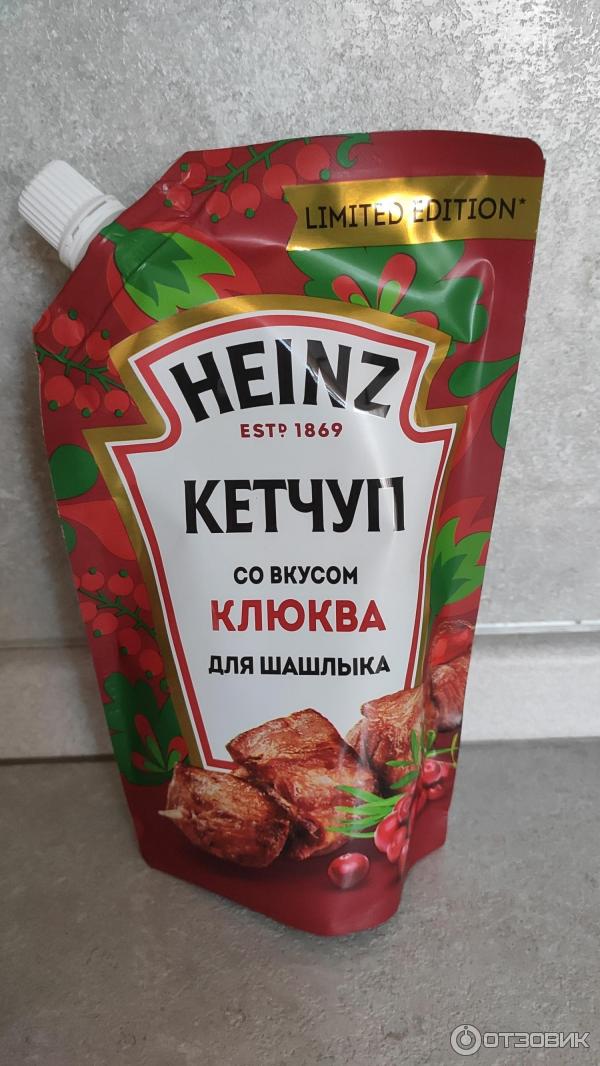 LIMITED EDITION*
HEINZ
ESTD 1869
КЕТЧУП
СО ВКУСОМ
КЛЮКВА
ДЛЯ ШАШЛЫКА
ОТЗОВИК